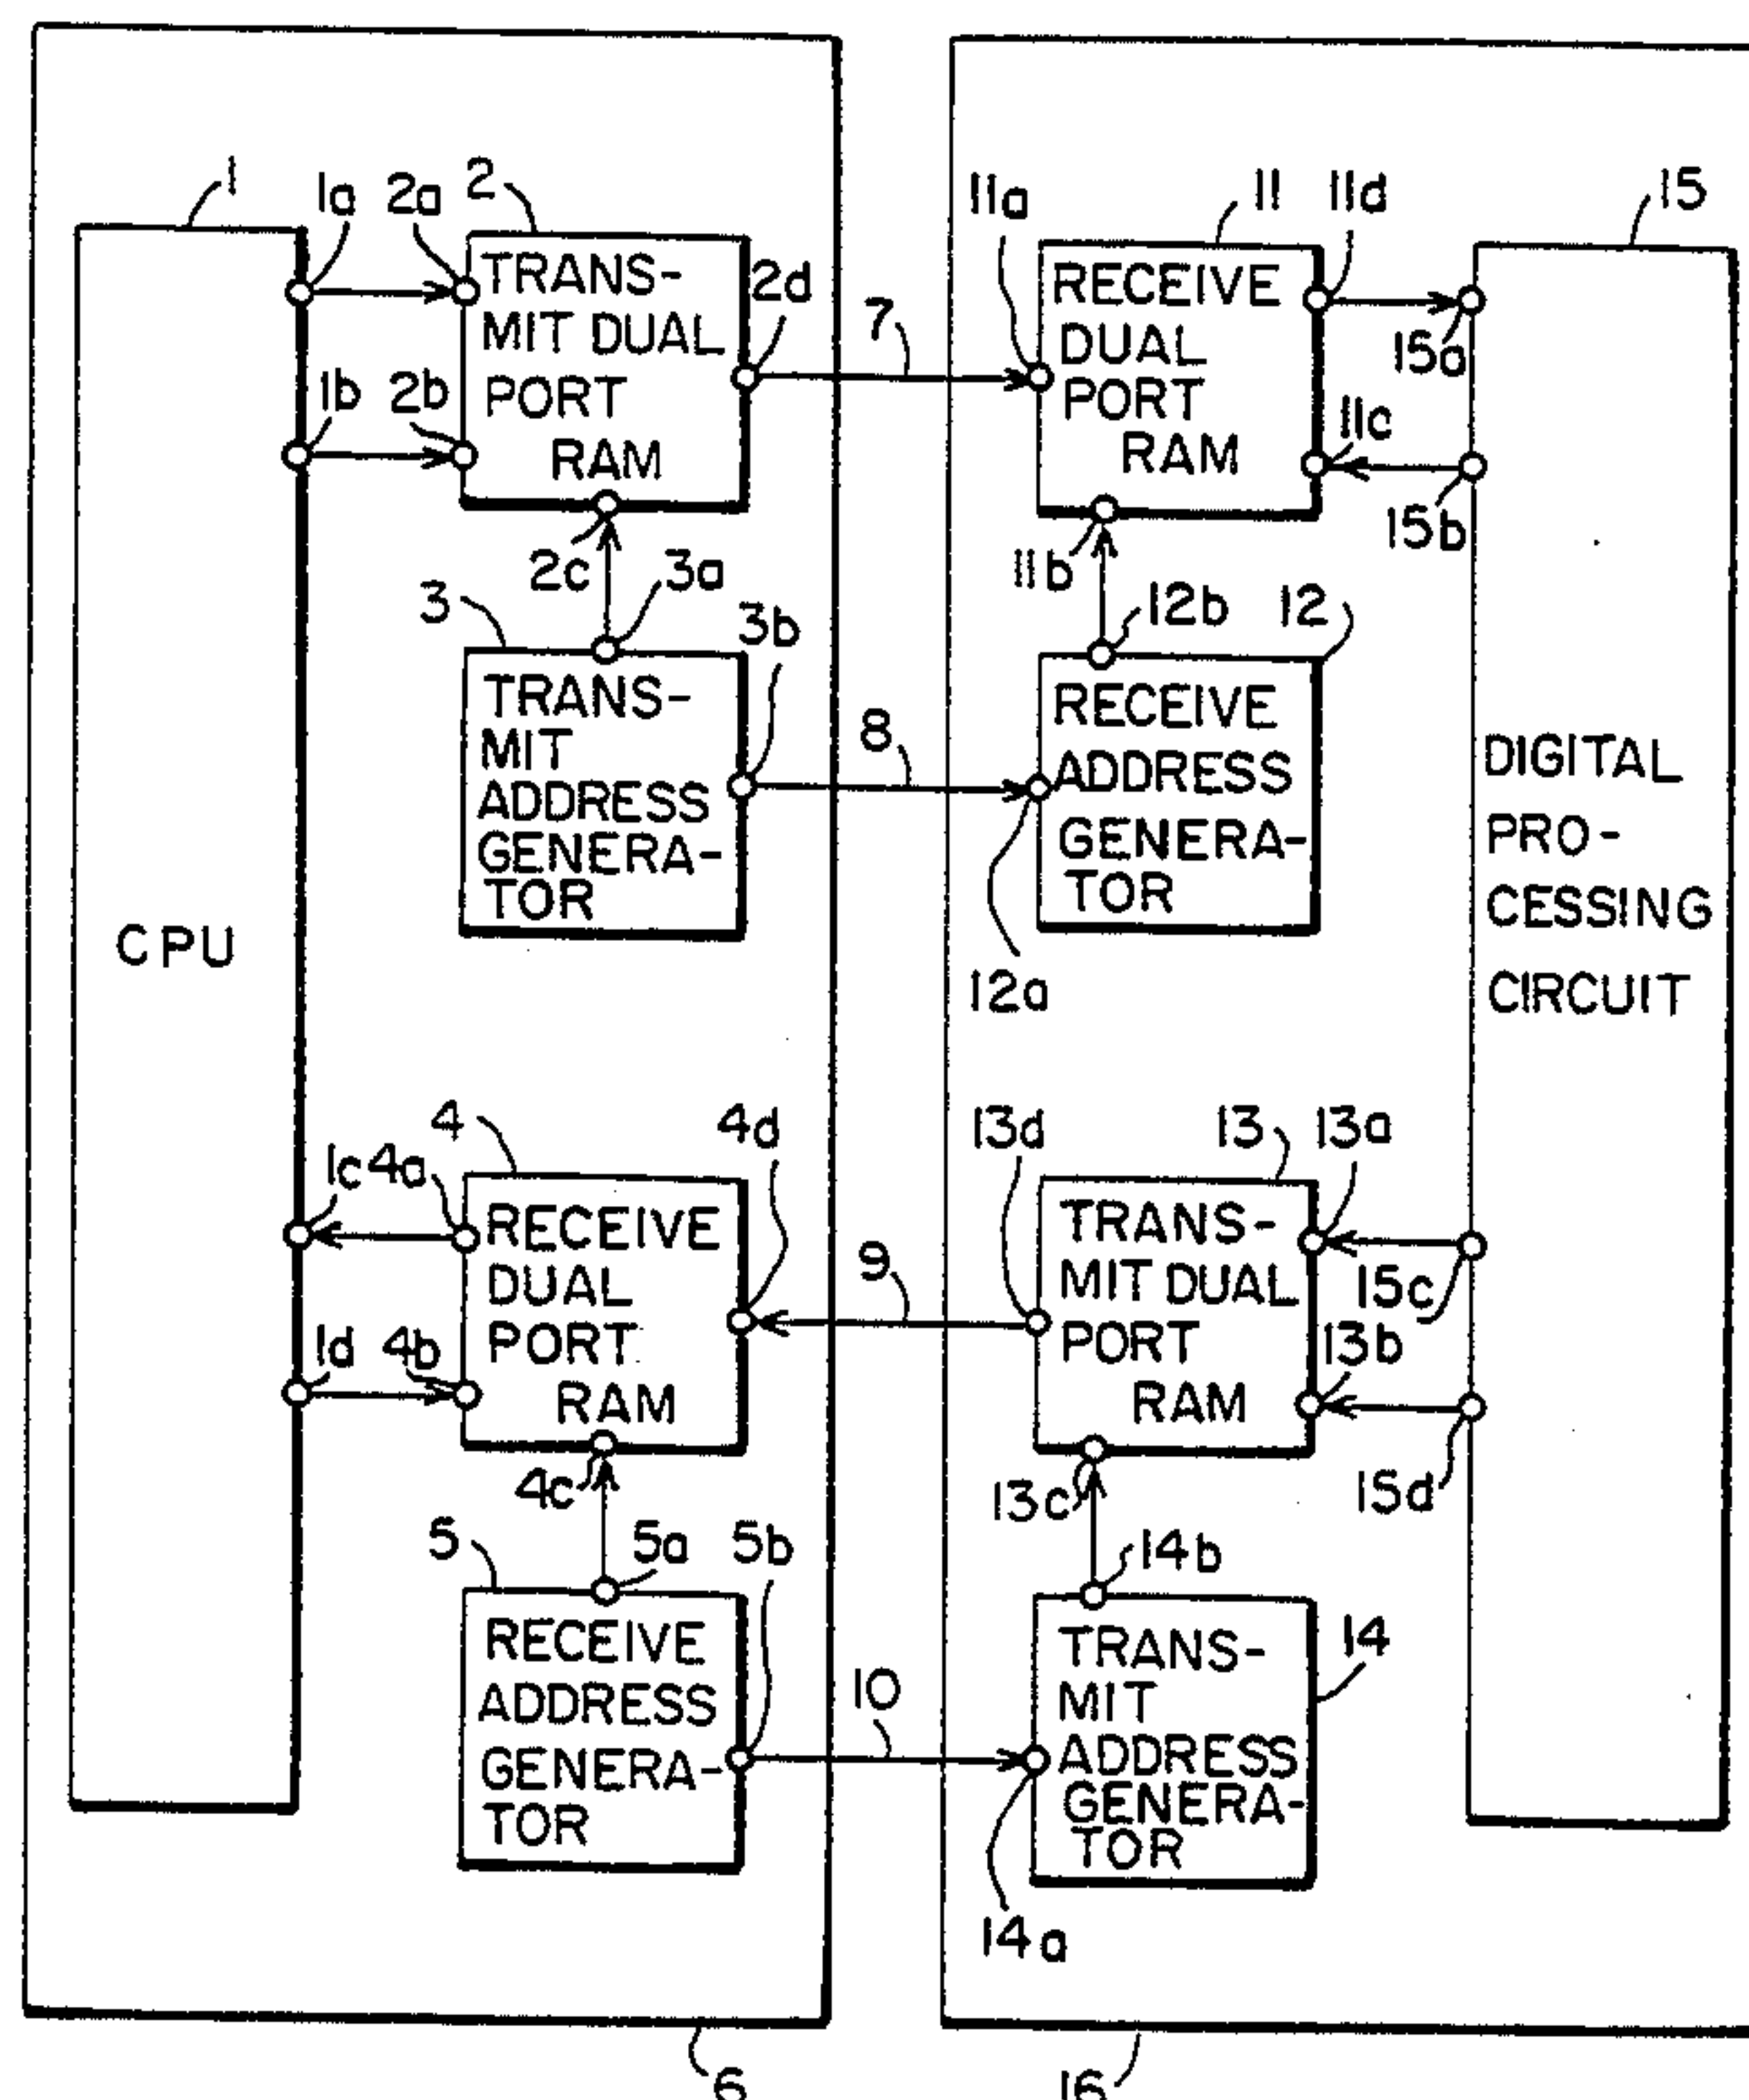 1
1a
2a
2
TRANS-
MIT DUAL
PORT
RAM
2d
1b
2b
2c
3a
3
3b
TRANS-
MIT
ADDRESS
GENERA-
TOR
CPU
7
8
11a
11
11d
15
RECEIVE
DUAL
PORT
RAM
15a
11c
15b
11b
12b
12
RECEIVE
ADDRESS
GENERA-
TOR
12a
DIGITAL
PRO-
CESSING
CIRCUIT
4
4d
1c
4a
RECEIVE
DUAL
PORT
RAM
1d
4b
4c
5
5a
5b
RECEIVE
ADDRESS
GENERA-
TOR
9
10
13d
13
13a
TRANS-
MIT DUAL
PORT
RAM
15c
13b
13c
15d
14b
14
TRANS-
MIT
ADDRESS
GENERA-
TOR
14a
6
16